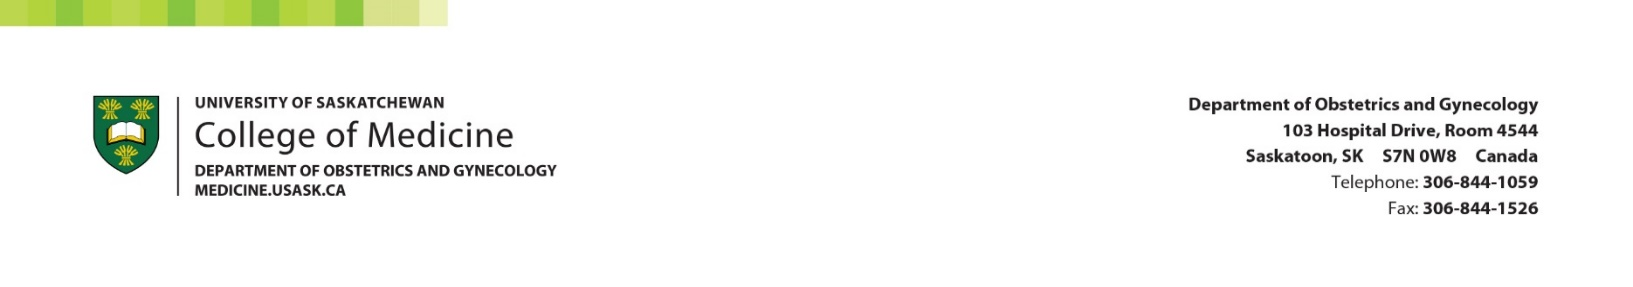 UNIVERSITY OF SASKATCHEWAN
College of Medicine
DEPARTMENT OF OBSTETRICS AND GYNECOLOGY
MEDICINE.USASK.CA
Department of Obstetrics and Gynecology
103 Hospital Drive, Room 4544
Saskatoon, SK S7N 0W8 Canada
Telephone: 306-844-1059
Fax: 306-844-1526